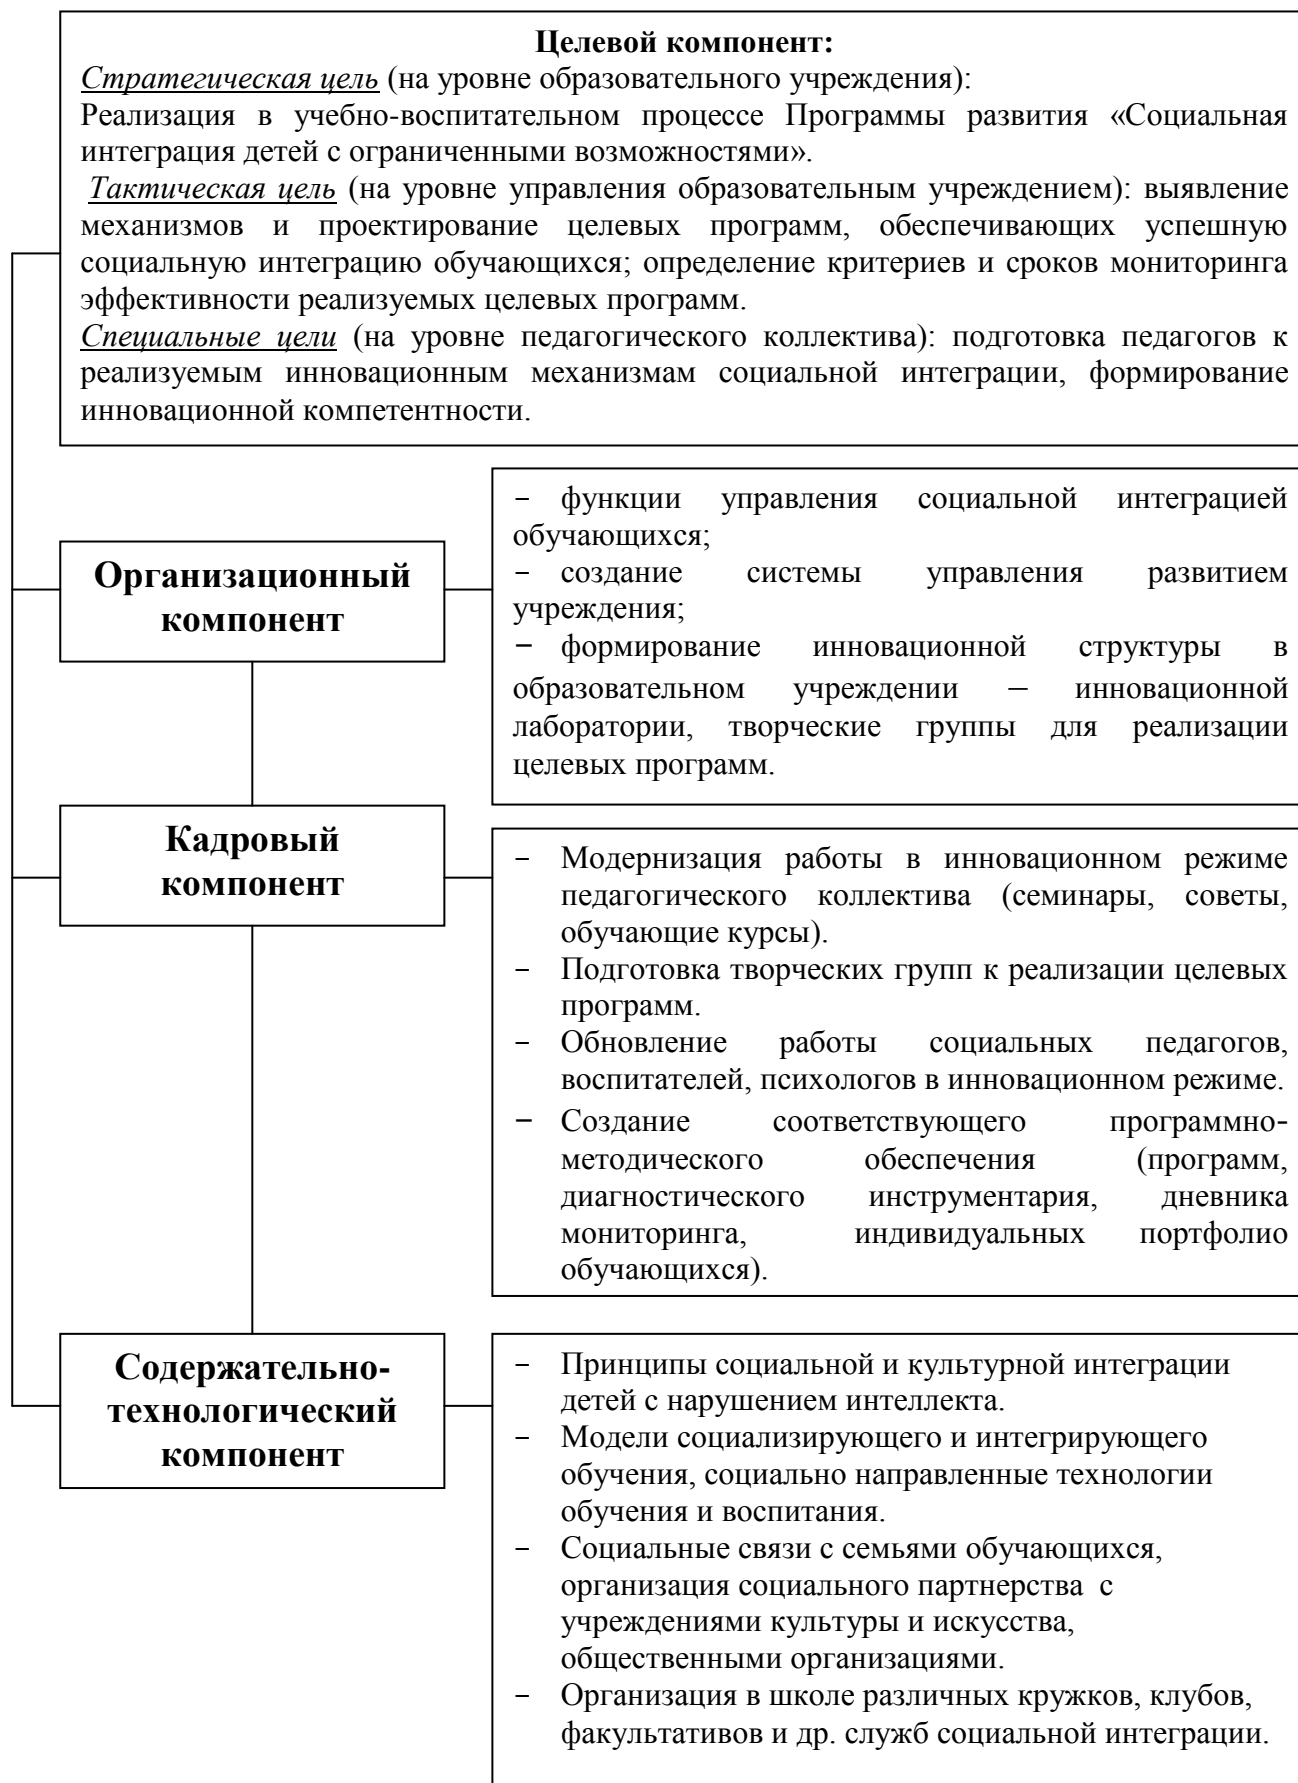 Целевой компонент:
Стратегическая цель (на уровне образовательного учреждения):
Реализация в учебно-воспитательном процессе Программы развития «Социальная
интеграция детей с ограниченными возможностями».
Тактическая цель (на уровне управления образовательным учреждением): выявление
механизмов и проектирование целевых программ, обеспечивающих успешную
социальную интеграцию обучающихся; определение критериев и сроков мониторинга
эффективности реализуемых целевых программ.
Специальные цели (на уровне педагогического коллектива): подготовка педагогов к
реализуемым инновационным механизмам социальной интеграции, формирование
инновационной компетентности.
Организационный
компонент
− функции управления социальной интеграцией
обучающихся;
− создание системы управления развитием
учреждения;
− формирование инновационной структуры в
образовательном учреждении – инновационной
лаборатории, творческие группы для реализации
целевых программ.
Кадровый
компонент
− Модернизация работы в инновационном режиме
педагогического коллектива (семинары, советы,
обучающие курсы).
− Подготовка творческих групп к реализации целевых
программ.
− Обновление работы социальных педагогов,
воспитателей, психологов в инновационном режиме.
− Создание соответствующего программно-
методического обеспечения (программ,
диагностического инструментария, дневника
мониторинга, индивидуальных портфолио
обучающихся).
Содержательно-
технологический
компонент
− Принципы социальной и культурной интеграции
детей с нарушением интеллекта.
− Модели социализирующего и интегрирующего
обучения, социально направленные технологии
обучения и воспитания.
− Социальные связи с семьями обучающихся,
организация социального партнерства с
учреждениями культуры и искусства,
общественными организациями.
− Организация в школе различных кружков, клубов,
факультативов и др. служб социальной интеграции.